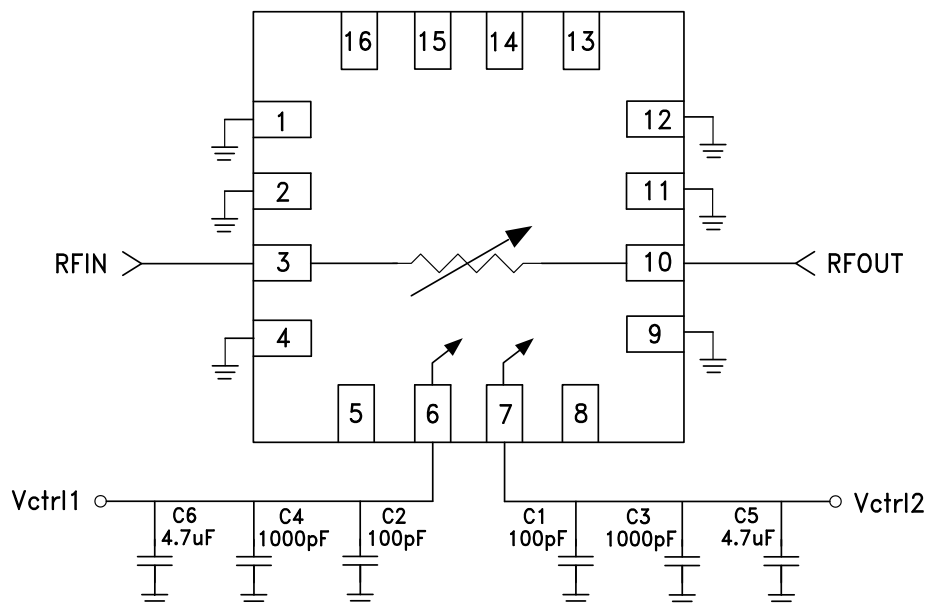 16 15 14 13
1 12
2 11
RFIN 3 10 RFOUT
4 9
5 6 7 8
Vctrl1 Vctrl2
C6 C4 C2 C1 C3 C5
4.7uF 1000pF 100pF 100pF 1000pF 4.7uF